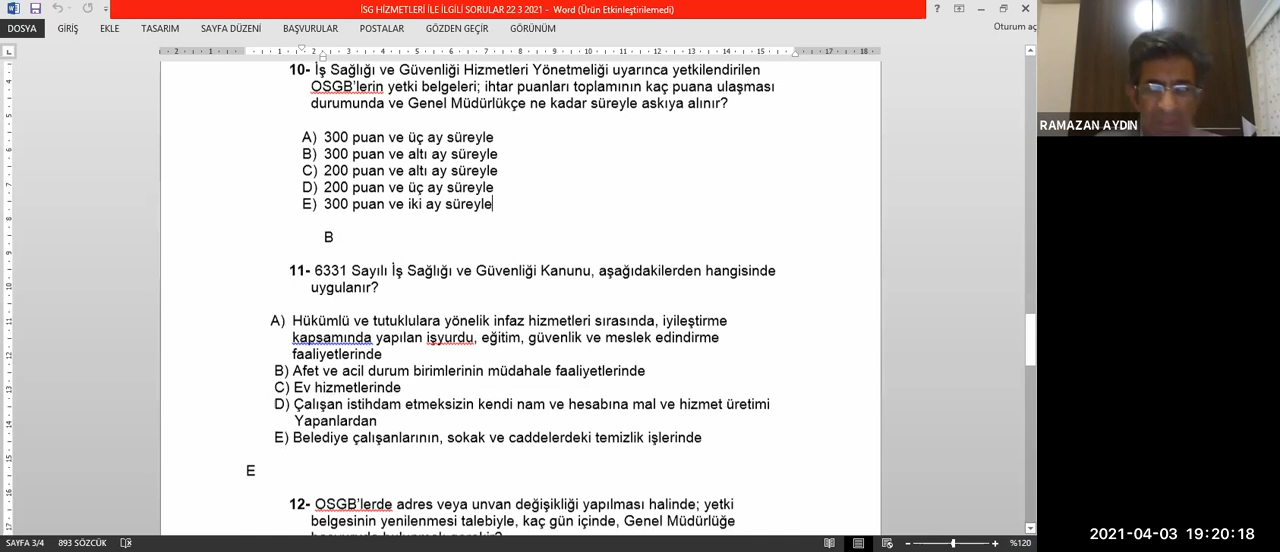 İSG HİZMETLERİ İLE İLGİLİ SORULAR 22 3 2021 - Word (Ürün Etkinleştirilemedi)
DOSYA GİRİŞ EKLE TASARIM SAYFA DÜZENİ BAŞVURULAR POSTALAR GÖZDEN GEÇİR GÖRÜNÜM Oturum aç
10- İş Sağlığı ve Güvenliği Hizmetleri Yönetmeliği uyarınca yetkilendirilen
OSGB'lerin yetki belgeleri; ihtar puanları toplamının kaç puana ulaşması
durumunda ve Genel Müdürlükçe ne kadar süreyle askıya alınır?
A) 300 puan ve üç ay süreyle
B) 300 puan ve altı ay süreyle
C) 200 puan ve altı ay süreyle
D) 200 puan ve üç ay süreyle
E) 300 puan ve iki ay süreyle
B
11- 6331 Sayılı İş Sağlığı ve Güvenliği Kanunu, aşağıdakilerden hangisinde
uygulanır?
A) Hükümlü ve tutuklulara yönelik infaz hizmetleri sırasında, iyileştirme
kapsamında yapılan işyurdu, eğitim, güvenlik ve meslek edindirme
faaliyetlerinde
B) Afet ve acil durum birimlerinin müdahale faaliyetlerinde
C) Ev hizmetlerinde
D) Çalışan istihdam etmeksizin kendi nam ve hesabına mal ve hizmet üretimi
Yapanlardan
E) Belediye çalışanlarının, sokak ve caddelerdeki temizlik işlerinde
E
12- OSGB'lerde adres veya unvan değişikliği yapılması halinde; yetki
belgesinin yenilenmesi talebiyle, kaç gün içinde, Genel Müdürlüğe
SAYFA 3/4 893 SÖZCÜK %120
RAMAZAN AYDIN
2021-04-03 19:20:18